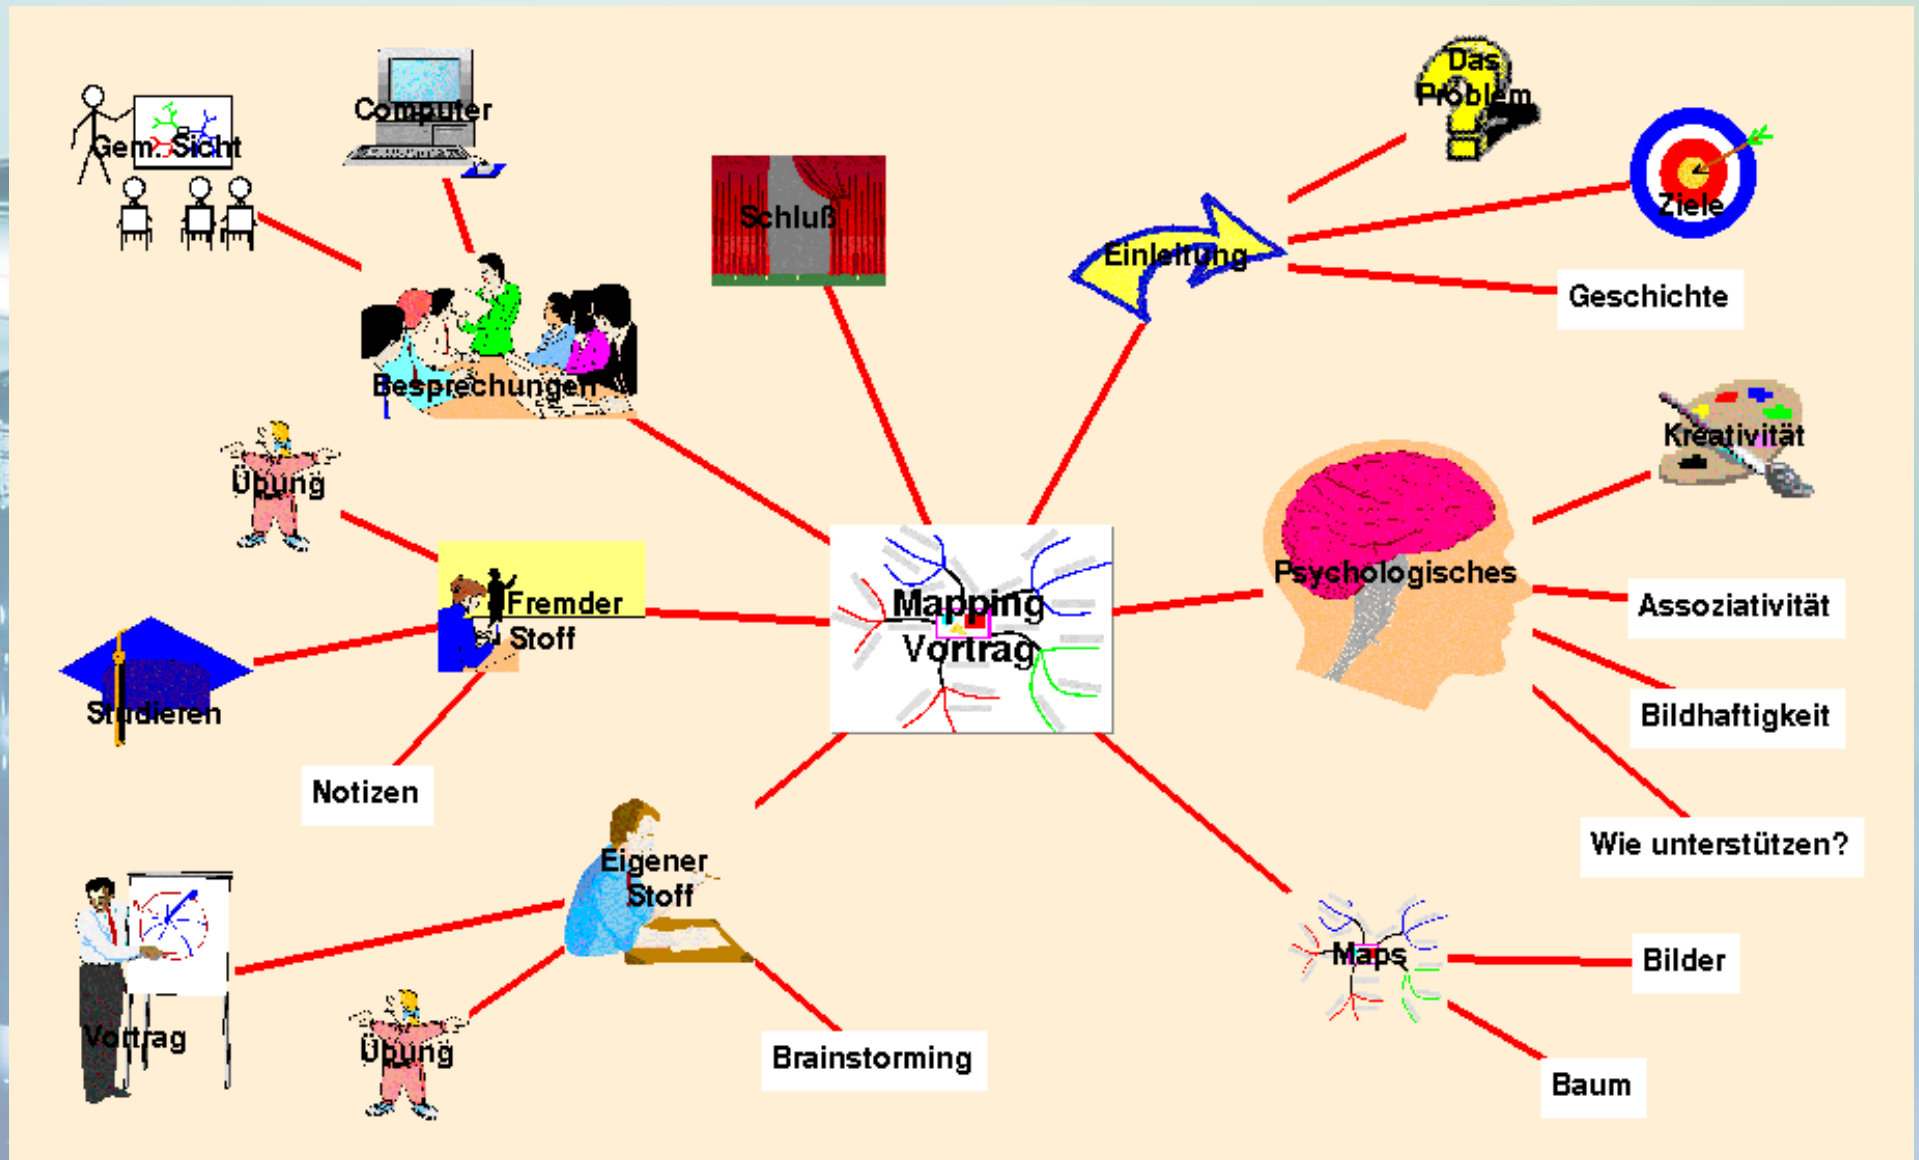 Das
Problem
Computer
Gem. Sicht
Ziele
Schluß
Einleitung
Geschichte
Besprechungen
Kreativität
Übung
Psychologisches
Mapping
Vortrag
Fremder
Stoff
Assoziativität
Studieren
Bildhaftigkeit
Notizen
Wie unterstützen?
Eigener
Stoff
Maps
Bilder
Vortrag
Übung
Brainstorming
Baum